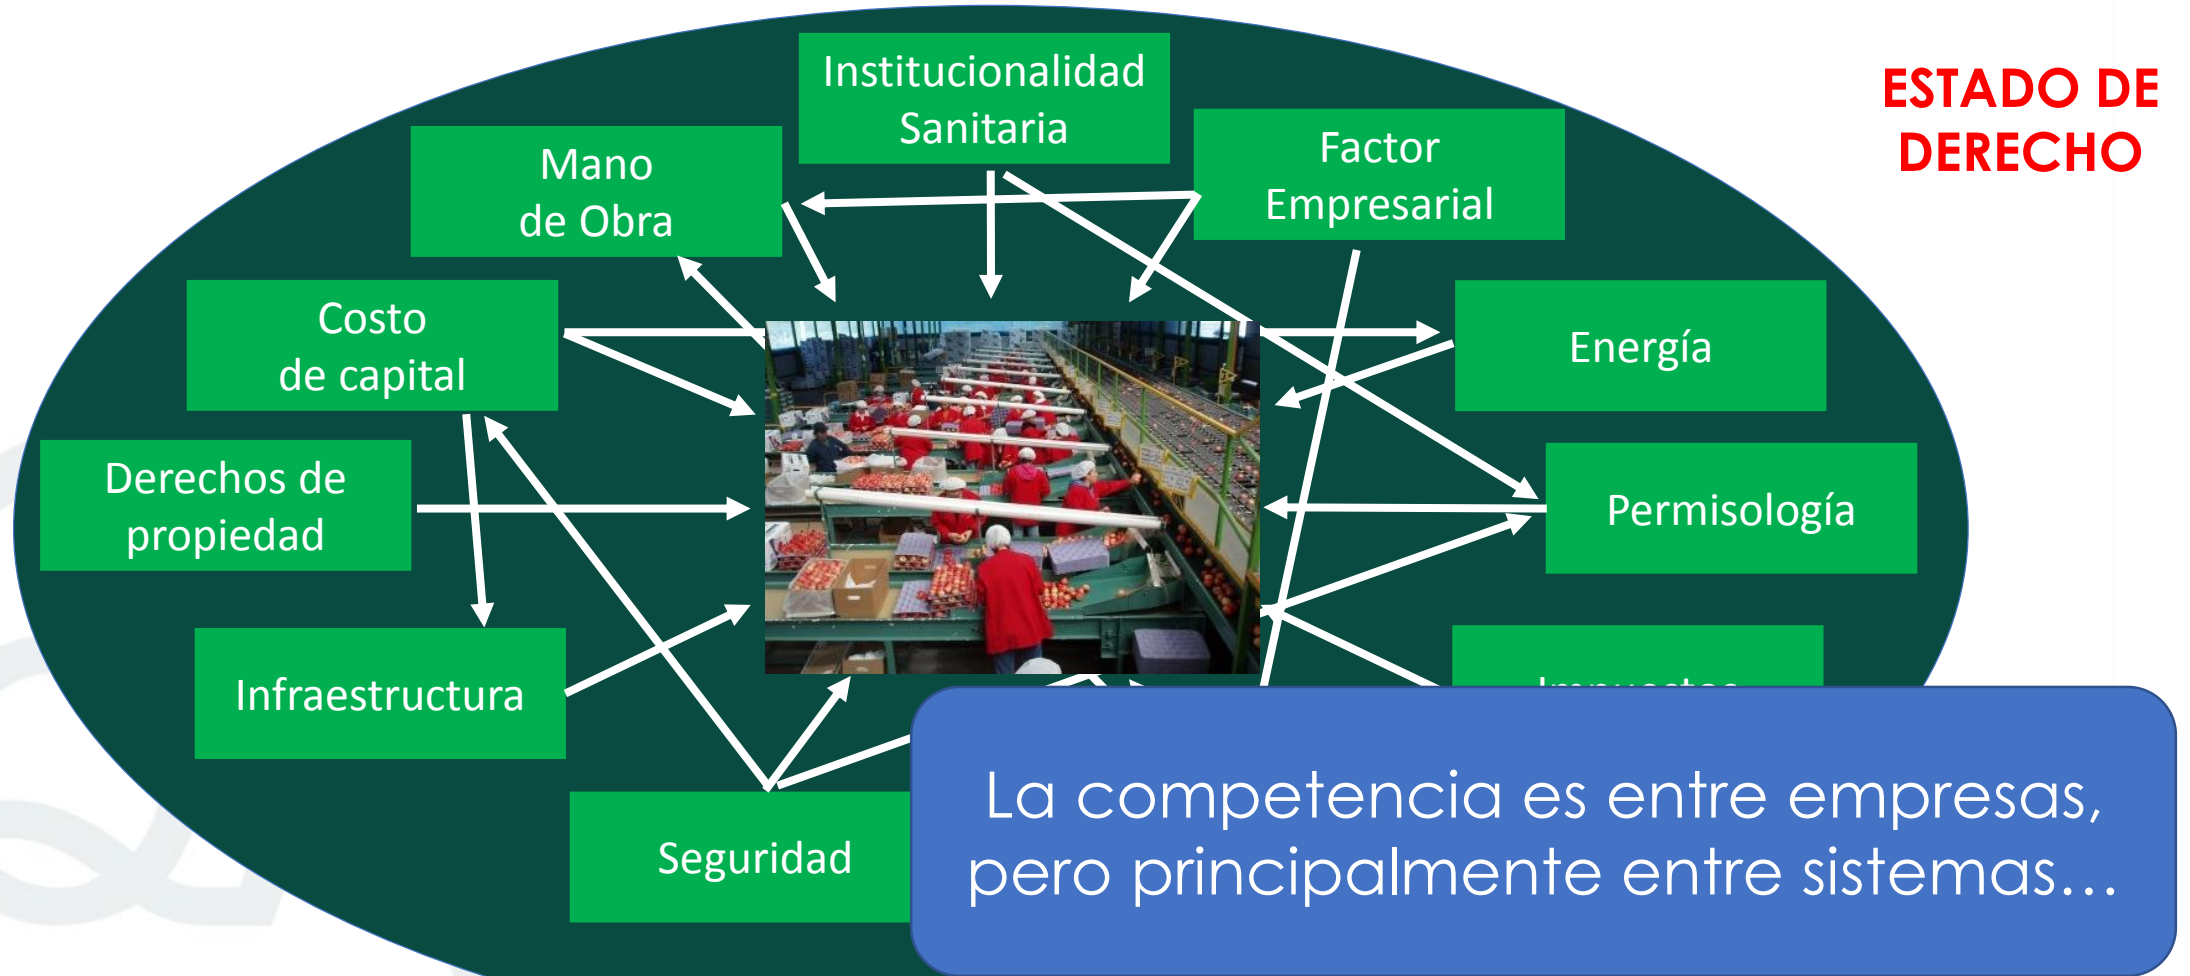 Institucionalidad
Sanitaria
ESTADO DE
DERECHO
Mano
de Obra
Factor
Empresarial
Costo
de capital
Energía
Derechos de
propiedad
Permisología
Infraestructura
Impuestos
Seguridad
La competencia es entre empresas,
pero principalmente entre sistemas...